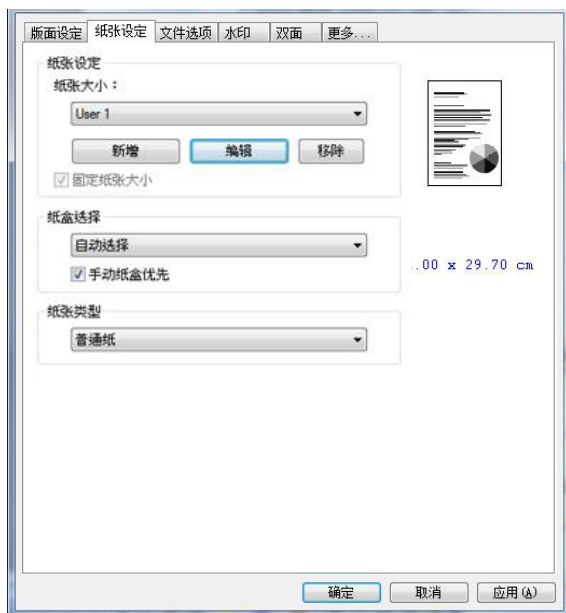 版面设定 纸张设定 文件选项 水印 双面 更多...
纸张设定
纸张大小：
User 1
新增 编辑 移除
固定纸张大小
纸盒选择
自动选择
手动纸盒优先
.00 x 29.70 cm
纸张类型
普通纸
确定 取消 应用(A)